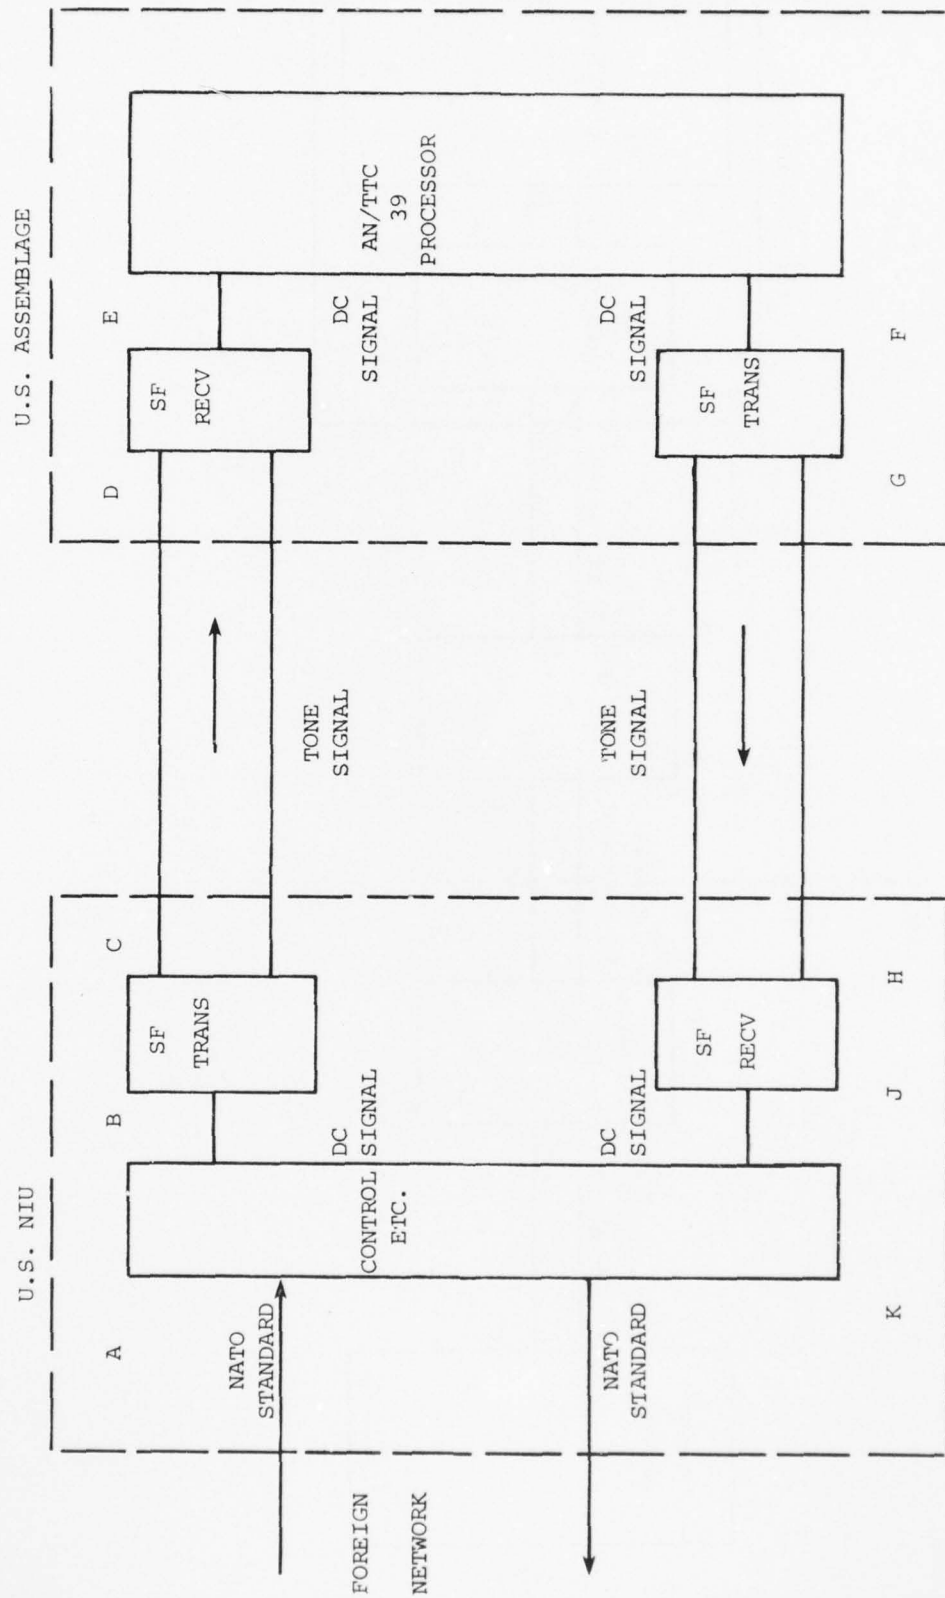 U.S. NIU
U.S. ASSEMBLAGE
A
B
C
D
E
SF
TRANS
SF
RECV
NATO
STANDARD
DC
SIGNAL
TONE
SIGNAL
DC
SIGNAL
FOREIGN
NETWORK
CONTROL
ETC.
AN/TTC
39
PROCESSOR
NATO
STANDARD
DC
SIGNAL
TONE
SIGNAL
DC
SIGNAL
SF
RECV
SF
TRANS
K
J
H
G
F